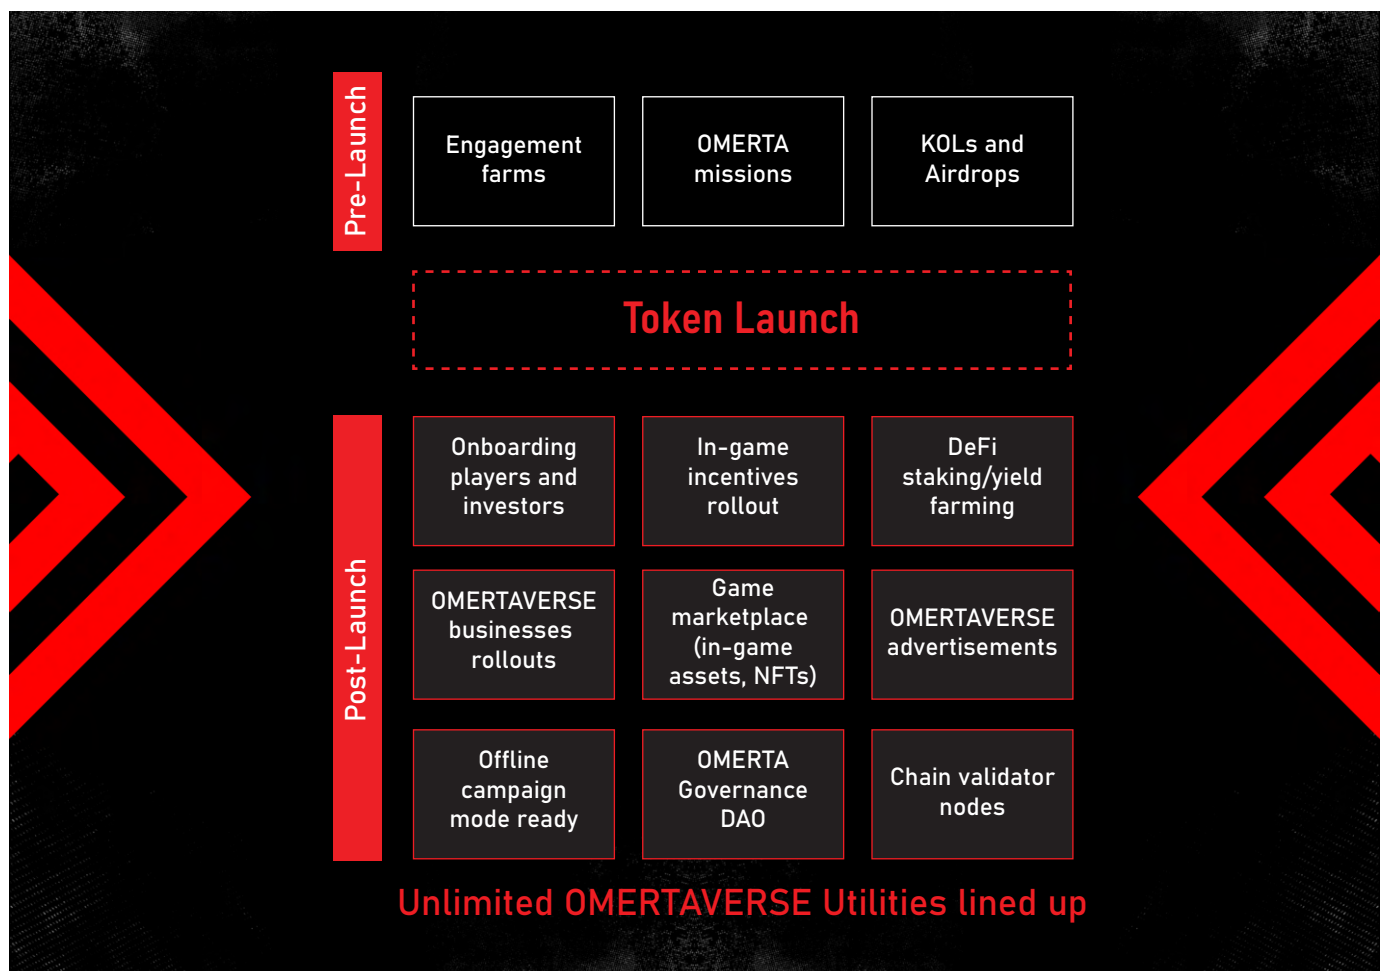 Pre-Launch
Engagement
farms
OMERTA
missions
KOLs and
Airdrops
Token Launch
Post-Launch
Onboarding
players and
investors
In-game
incentives
rollout
DeFi
staking/yield
farming
OMERTAVERSE
businesses
rollouts
Game
marketplace
(in-game
assets, NFTs)
OMERTAVERSE
advertisements
Offline
campaign
mode ready
OMERTA
Governance
DAO
Chain validator
nodes
Unlimited OMERTAVERSE Utilities lined up